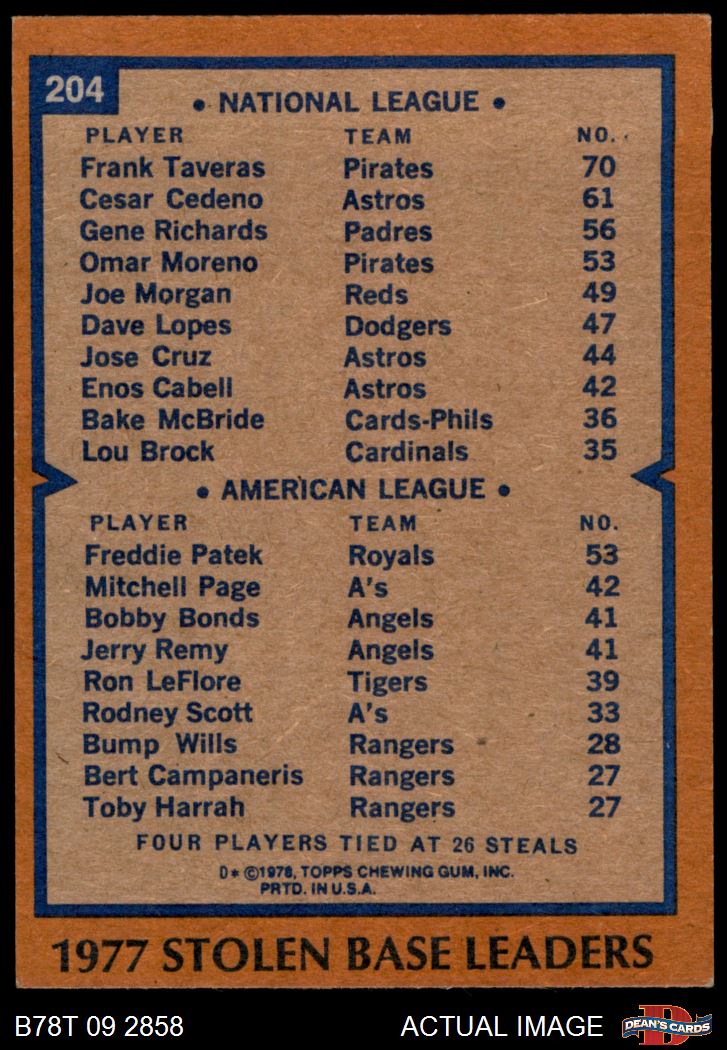 204
• NATIONAL LEAGUE •
PLAYER TEAM NO.
Frank Taveras Pirates 70
Cesar Cedeno Astros 61
Gene Richards Padres 56
Omar Moreno Pirates 53
Joe Morgan Reds 49
Dave Lopes Dodgers 47
Jose Cruz Astros 44
Enos Cabell Astros 42
Bake McBride Cards-Phils 36
Lou Brock Cardinals 35
• AMERICAN LEAGUE •
PLAYER TEAM NO.
Freddie Patek Royals 53
Mitchell Page A's 42
Bobby Bonds Angels 41
Jerry Remy Angels 41
Ron LeFlore Tigers 39
Rodney Scott A's 33
Bump Wills Rangers 28
Bert Campaneris Rangers 27
Toby Harrah Rangers 27
FOUR PLAYERS TIED AT 26 STEALS
D* ©1978, TOPPS CHEWING GUM, INC.
PRTD. IN U.S.A.
1977 STOLEN BASE LEADERS
B78T 09 2858 ACTUAL IMAGE D DEAN'S CARDS